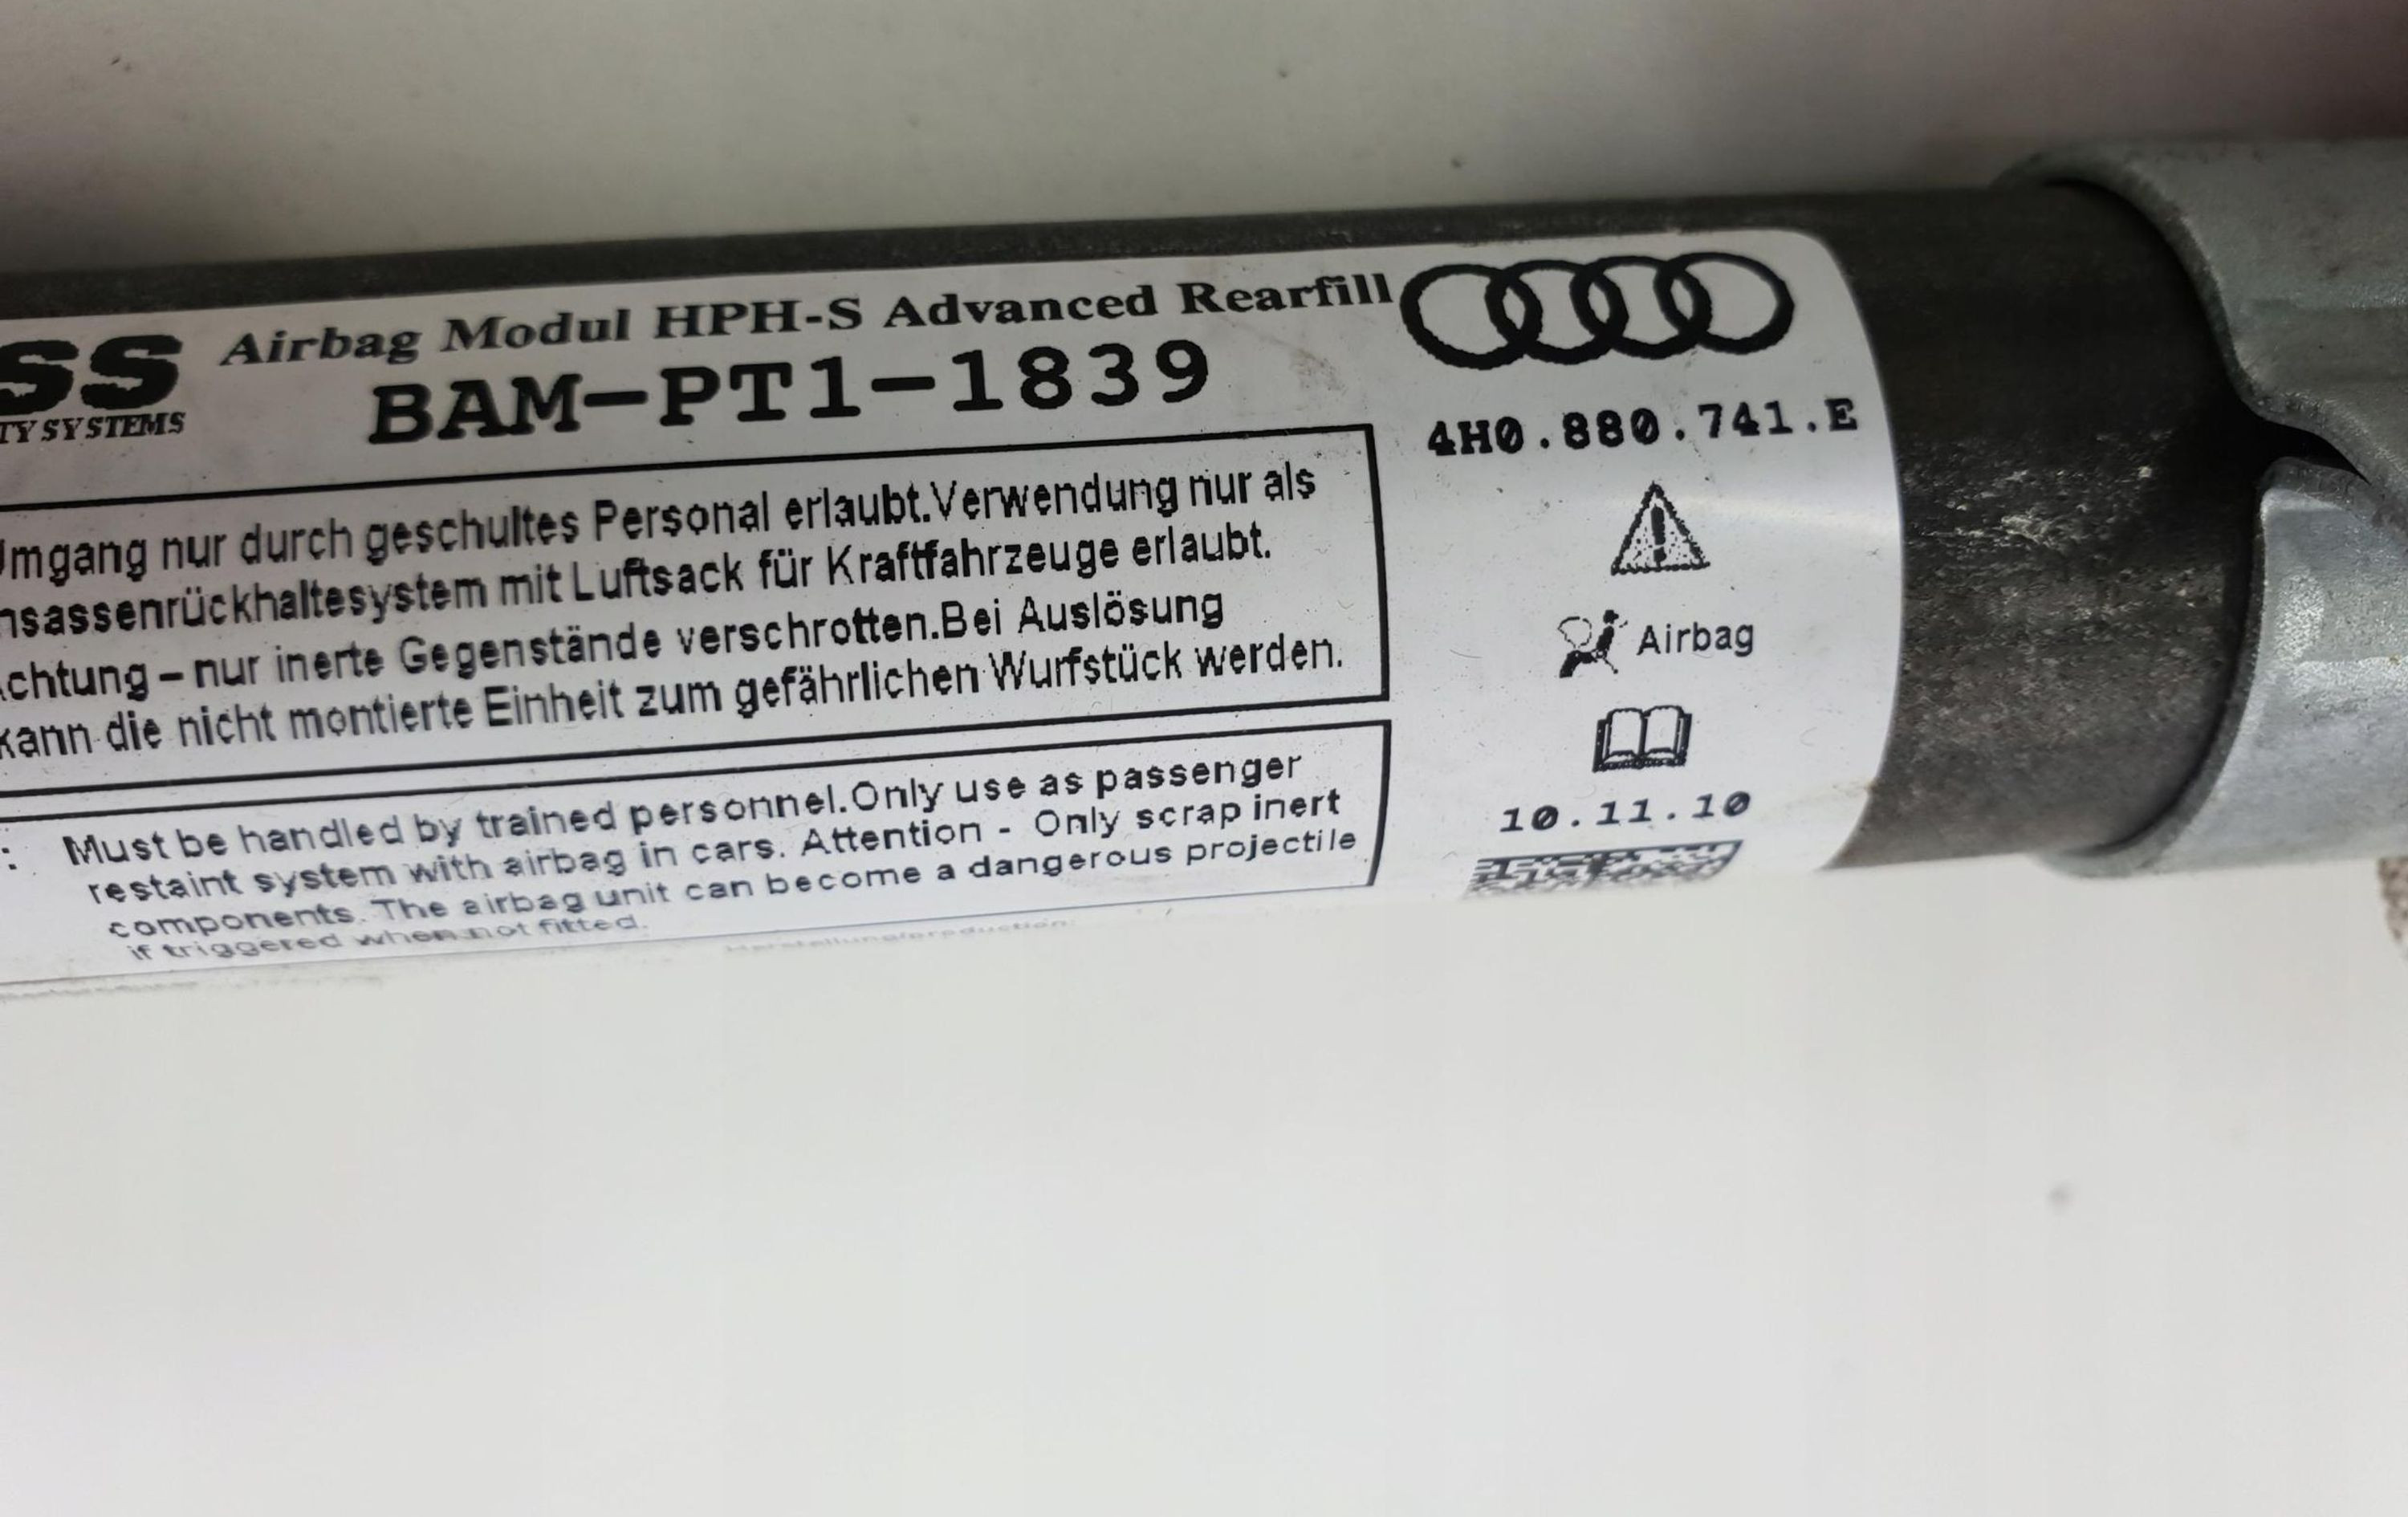 SS Airbag Modul HPH-S Advanced Rearfill
TY SYSTEMS
BAM-PT1-1839
4H0.880.741.E
Umgang nur durch geschultes Personal erlaubt.Verwendung nur als
nsassenrückhaltesystem mit Luftsack für Kraftfahrzeuge erlaubt.
chtung – nur inerte Gegenstände verschrotten.Bei Auslösung
kann die nicht montierte Einheit zum gefährlichen Wurfstück werden.
: Must be handled by trained personnel.Only use as passenger
restaint system with airbag in cars. Attention - Only scrap inert
components. The airbag unit can become a dangerous projectile
if triggered when not fitted.
Airbag
10.11.10